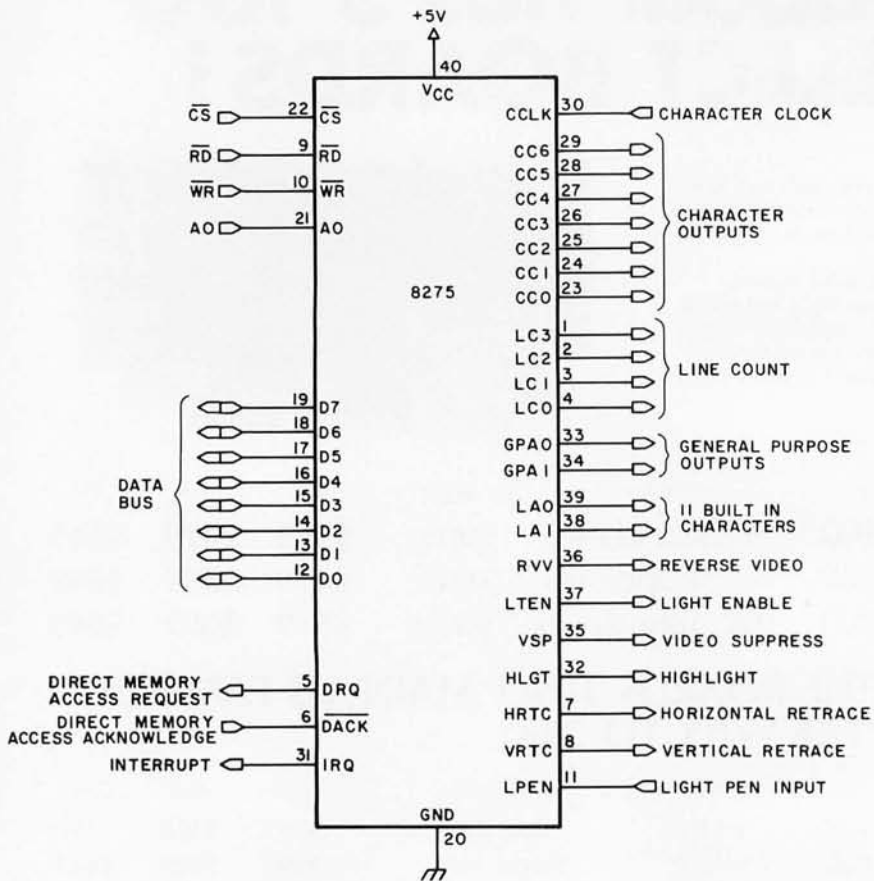 +5V
40
VCC
CS 22 CS
RD 9 RD
WR 10 WR
AO 21 AO
8275
DATA
BUS
19 D7
18 D6
17 D5
16 D4
15 D3
14 D2
13 D1
12 D0
DIRECT MEMORY
ACCESS REQUEST
5 DRQ
DIRECT MEMORY
ACCESS ACKNOWLEDGE
6 DACK
INTERRUPT 31 IRQ
CCLK 30 CHARACTER CLOCK
CC6 29
CC5 28
CC4 27
CC3 26
CC2 25
CC1 24
CC0 23
CHARACTER
OUTPUTS
LC3 1
LC2 2
LC1 3
LC0 4
LINE COUNT
GPA0 33
GPA1 34
GENERAL PURPOSE
OUTPUTS
LA0 39
LA1 38
11 BUILT IN
CHARACTERS
RVV 36 REVERSE VIDEO
LTEN 37 LIGHT ENABLE
VSP 35 VIDEO SUPPRESS
HLGT 32 HIGHLIGHT
HRTC 7 HORIZONTAL RETRACE
VRTC 8 VERTICAL RETRACE
LPEN 11 LIGHT PEN INPUT
GND
20